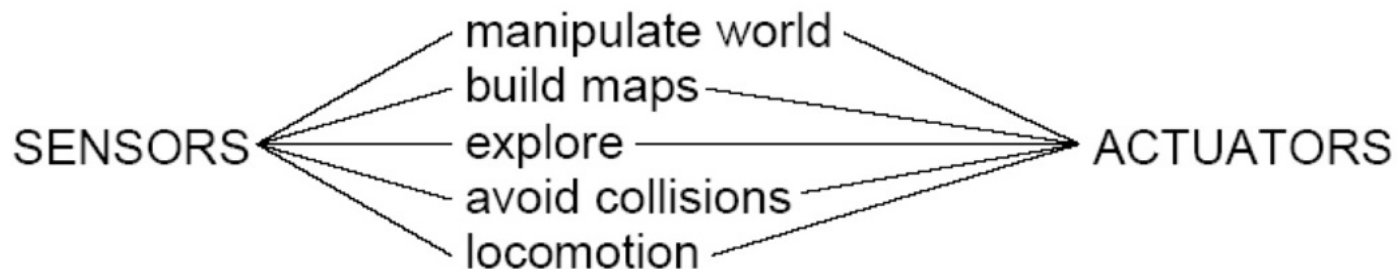 manipulate world
build maps
SENSORS explore ACTUATORS
avoid collisions
locomotion